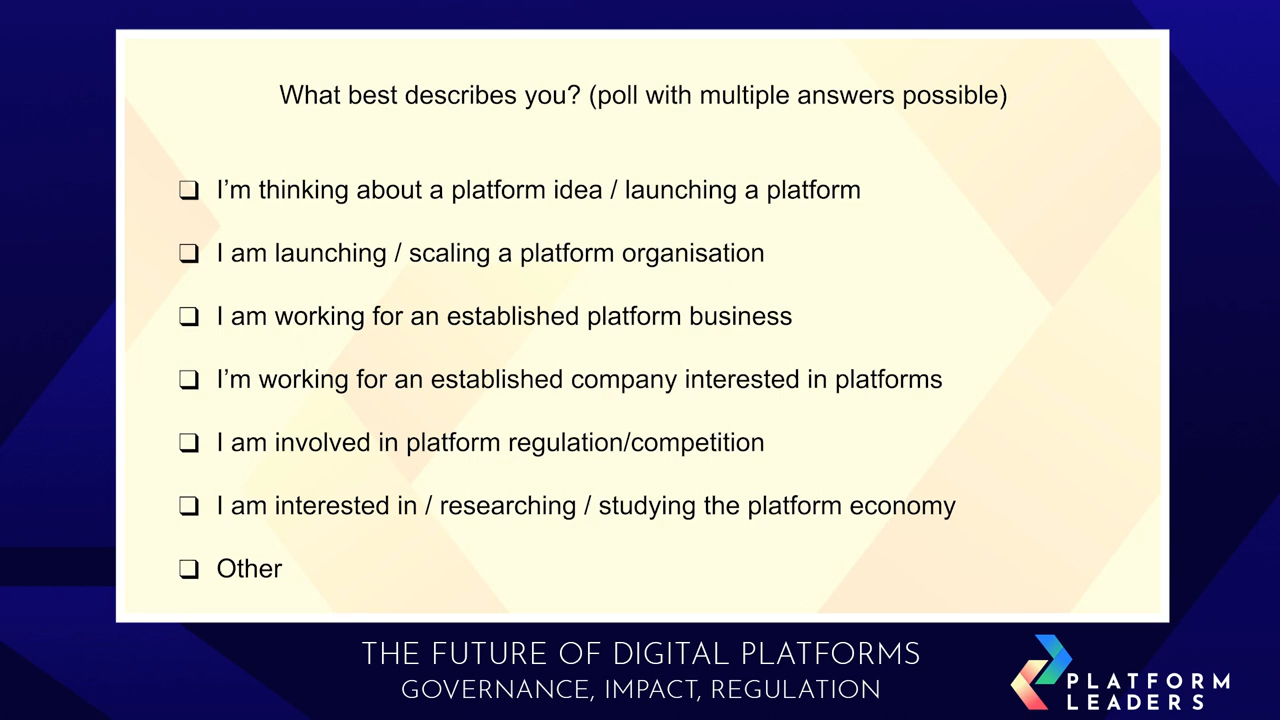 What best describes you? (poll with multiple answers possible)
❑ I’m thinking about a platform idea / launching a platform
❑ I am launching / scaling a platform organisation
❑ I am working for an established platform business
❑ I’m working for an established company interested in platforms
❑ I am involved in platform regulation/competition
❑ I am interested in / researching / studying the platform economy
❑ Other
THE FUTURE OF DIGITAL PLATFORMS
GOVERNANCE, IMPACT, REGULATION
PLATFORM
LEADERS